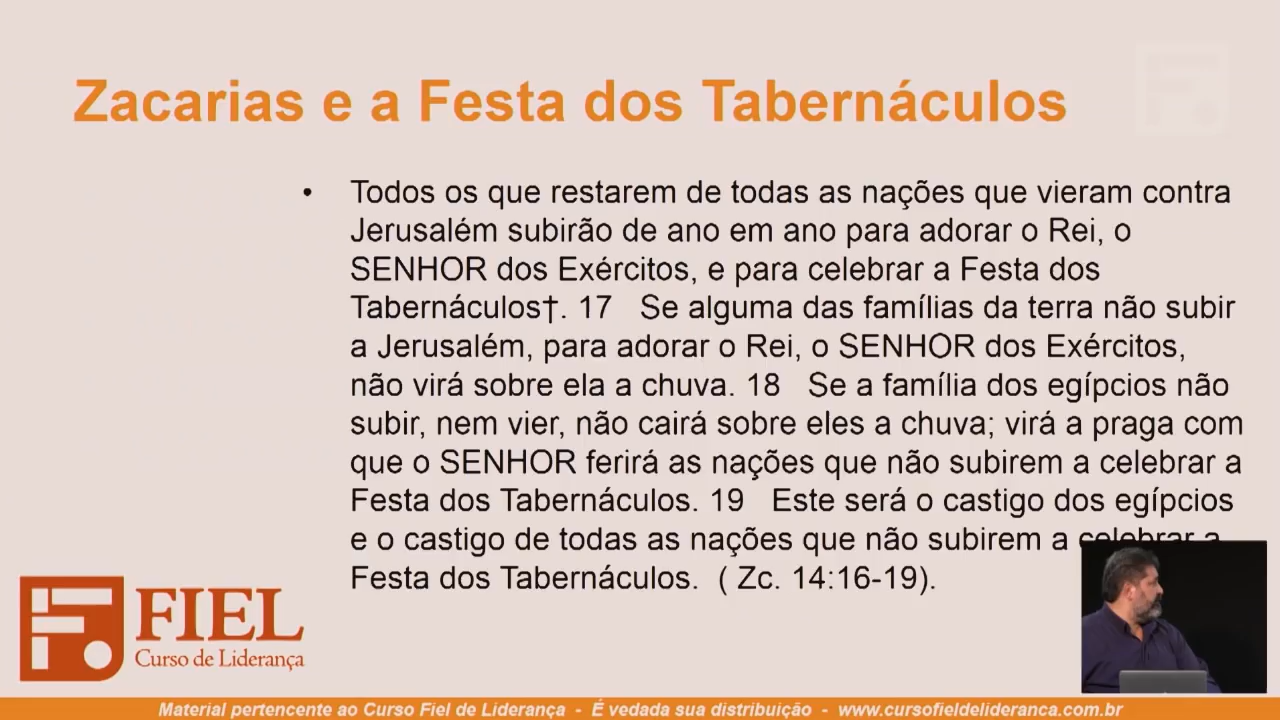 Zacarias e a Festa dos Tabernáculos
• Todos os que restarem de todas as nações que vieram contra
Jerusalém subirão de ano em ano para adorar o Rei, o
SENHOR dos Exércitos, e para celebrar a Festa dos
Tabernáculos†. 17 Se alguma das famílias da terra não subir
a Jerusalém, para adorar o Rei, o SENHOR dos Exércitos,
não virá sobre ela a chuva. 18 Se a família dos egípcios não
subir, nem vier, não cairá sobre eles a chuva; virá a praga com
que o SENHOR ferirá as nações que não subirem a celebrar a
Festa dos Tabernáculos. 19 Este será o castigo dos egípcios
e o castigo de todas as nações que não subirem a celebrar a
Festa dos Tabernáculos. ( Zc. 14:16-19).
FIEL
Curso de Liderança
Material pertencente ao Curso Fiel de Liderança - É vedada sua distribuição - www.cursofieldelideranca.com.br